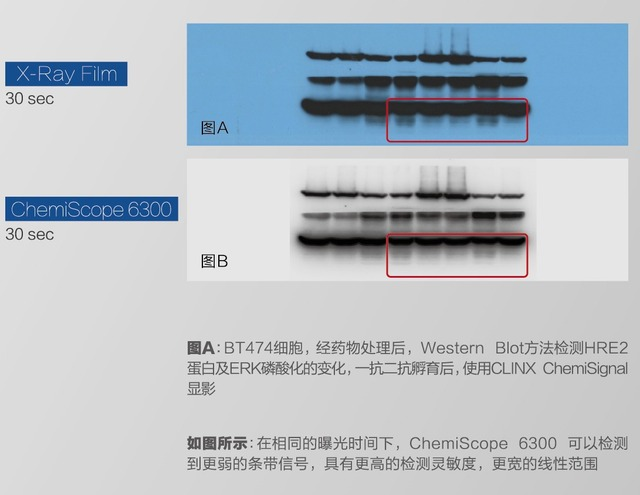 X-Ray Film
30 sec
图A
ChemiScope 6300
30 sec
图B
图A：BT474细胞，经药物处理后，Western Blot方法检测HRE2
蛋白及ERK磷酸化的变化，一抗二抗孵育后，使用CLINX ChemiSignal
显影
如图所示：在相同的曝光时间下，ChemiScope 6300 可以检测
到更弱的条带信号，具有更高的检测灵敏度，更宽的线性范围